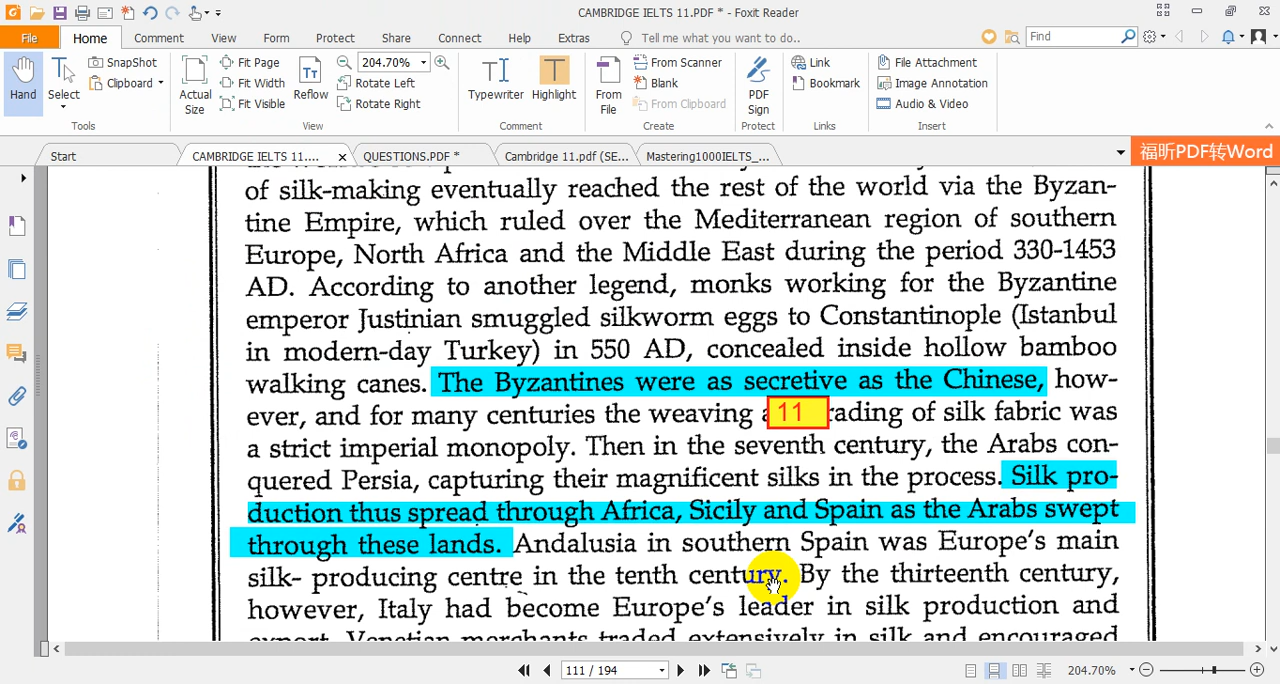 CAMBRIDGE IELTS 11.PDF * - Foxit Reader
File Home Comment View Form Protect Share Connect Help Extras Tell me what you want to do.. Find
Hand
Select
SnapShot
Clipboard
Actual Size
Fit Page
Fit Width
Fit Visible
Reflow
204.70%
Rotate Left
Rotate Right
Typewriter
Highlight
From File
From Scanner
Blank
From Clipboard
PDF Sign
Link
Bookmark
File Attachment
Image Annotation
Audio & Video
Tools View Comment Create Protect Links Insert
Start CAMBRIDGE IELTS 11.... QUESTIONS.PDF * Cambridge 11.pdf (SE... Mastering1000IELTS_... 福昕PDF转Word
of silk-making eventually reached the rest of the world via the Byzan-
tine Empire, which ruled over the Mediterranean region of southern
Europe, North Africa and the Middle East during the period 330-1453
AD. According to another legend, monks working for the Byzantine
emperor Justinian smuggled silkworm eggs to Constantinople (Istanbul
in modern-day Turkey) in 550 AD, concealed inside hollow bamboo
walking canes. The Byzantines were as secretive as the Chinese, how-
ever, and for many centuries the weaving 11 rading of silk fabric was
a strict imperial monopoly. Then in the seventh century, the Arabs con-
quered Persia, capturing their magnificent silks in the process. Silk pro-
duction thus spread through Africa, Sicily and Spain as the Arabs swept
through these lands. Andalusia in southern Spain was Europe's main
silk- producing centre in the tenth century. By the thirteenth century,
however, Italy had become Europe's leader in silk production and
export. Venetian merchants traded extensively in silk and encouraged
111 / 194
204.70%